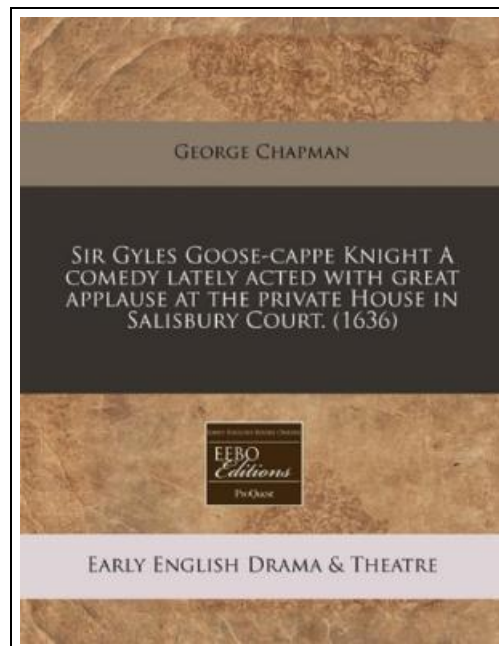 George Chapman
Sir Gyles Goose-cappe Knight A
comedy lately acted with great
applause at the private House in
Salisbury Court. (1636)
EEBO
Editions
ProQuest
Early English Drama & Theatre